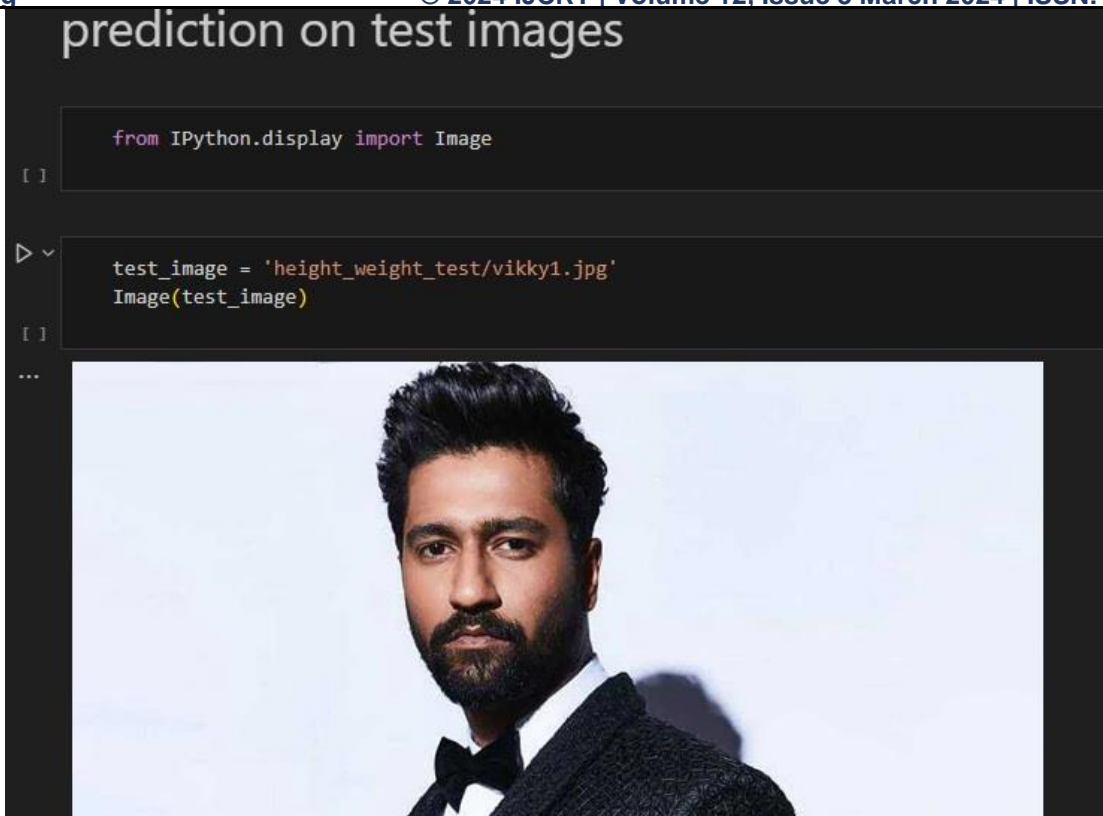 g © 2024 IJCRT | Volume 12, Issue 3 March 2024 | ISSN:
prediction on test images
from IPython.display import Image
[ ]
test_image = 'height_weight_test/vikky1.jpg'
Image(test_image)
[ ]
...